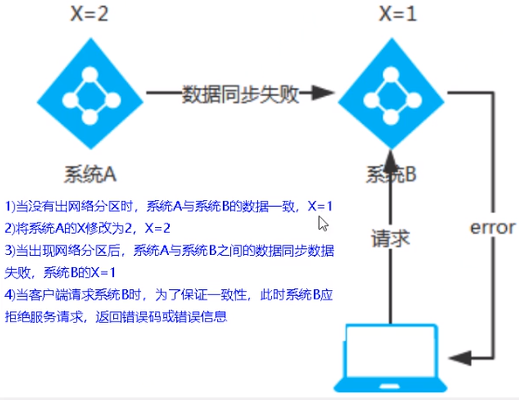 X=2
X=1
数据同步失败
系统A
系统B
1)当没有出网络分区时，系统A与系统B的数据一致，X=1
2)将系统A的X修改为2，X=2
3)当出现网络分区后，系统A与系统B之间的数据同步数据
失败，系统B的X=1
4)当客户端请求系统B时，为了保证一致性，此时系统B应
拒绝服务请求，返回错误码或错误信息
请求
error